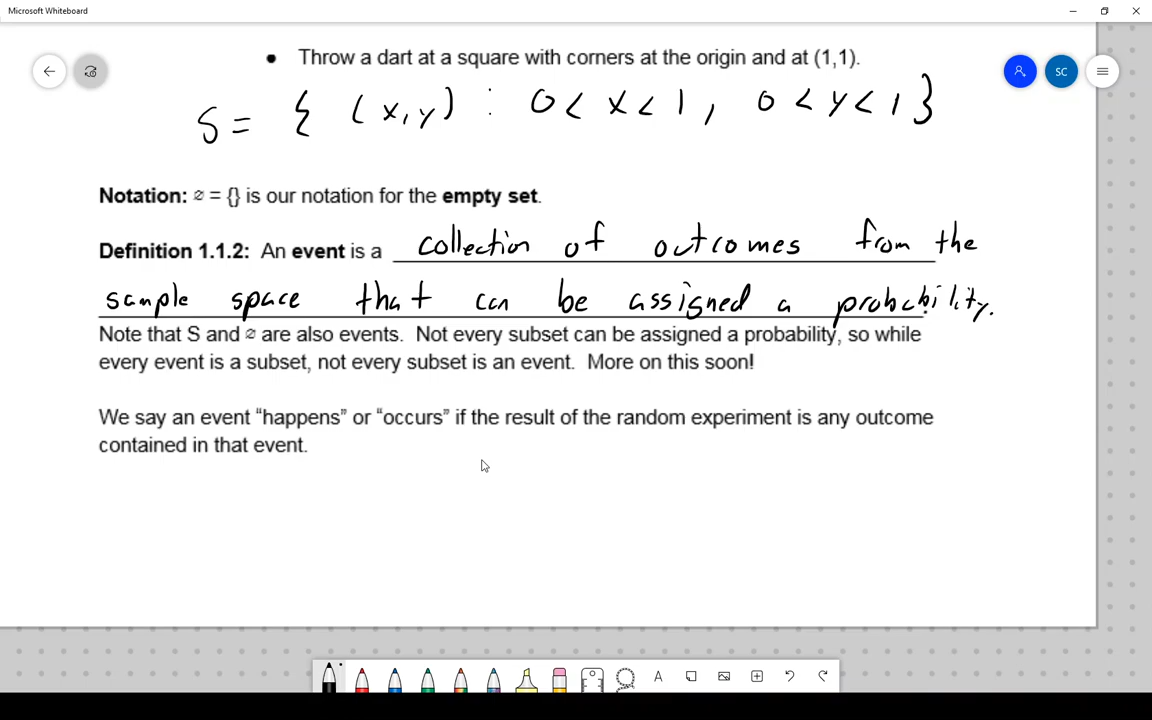 Microsoft Whiteboard
• Throw a dart at a square with corners at the origin and at (1,1).
S = { (x,y) : 0 < x < 1, 0 < y < 1 }
SC
Notation: ∅ = {} is our notation for the empty set.
Definition 1.1.2: An event is a collection of outcomes from the
sample space that can be assigned a probability.
Note that S and ∅ are also events. Not every subset can be assigned a probability, so while
every event is a subset, not every subset is an event. More on this soon!
We say an event “happens” or “occurs” if the result of the random experiment is any outcome
contained in that event.
A